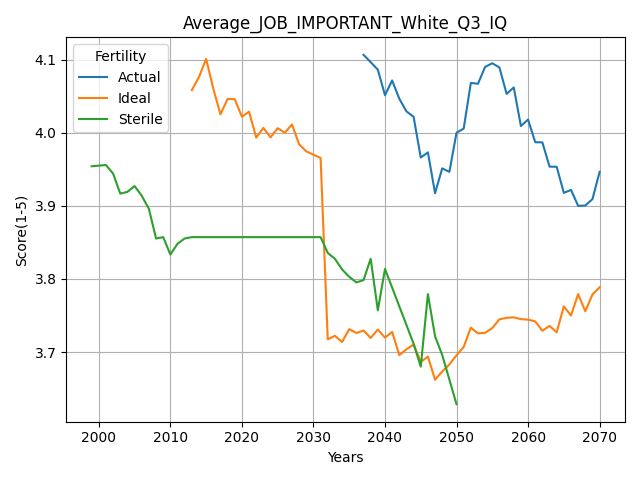 Average_JOB_IMPORTANT_White_Q3_IQ
Fertility
Actual
Ideal
Sterile
Score(1-5)
4.1
4.0
3.9
3.8
3.7
2000 2010 2020 2030 2040 2050 2060 2070
Years